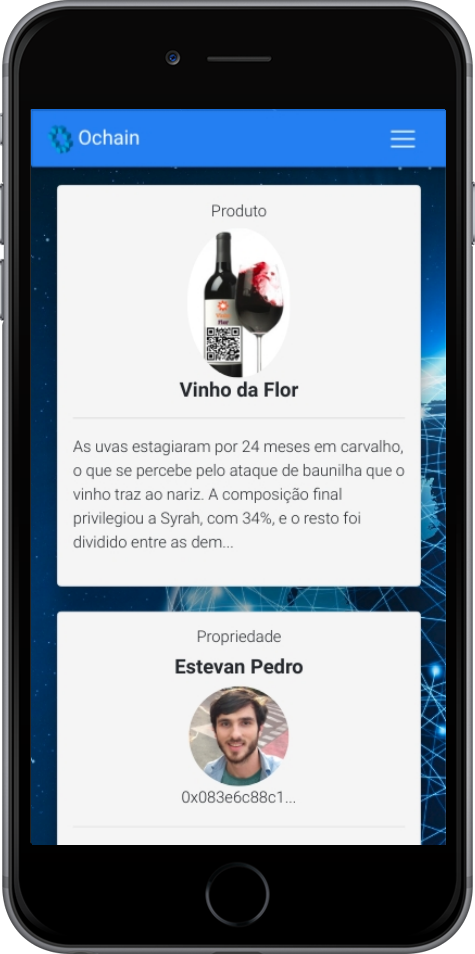 Ochain
Produto
Flor
Vinho da Flor
As uvas estagiaram por 24 meses em carvalho,
o que se percebe pelo ataque de baunilha que o
vinho traz ao nariz. A composição final
privilegiou a Syrah, com 34%, e o resto foi
dividido entre as dem...
Propriedade
Estevan Pedro
0x083e6c88c1...